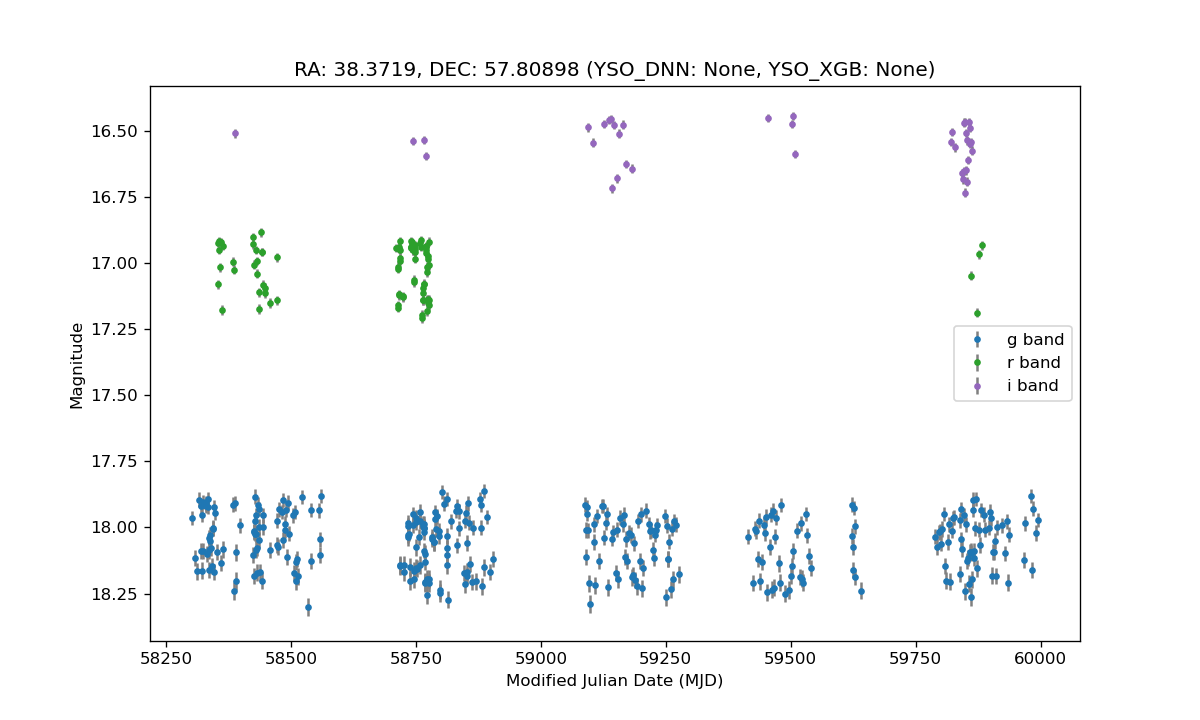 RA: 38.3719, DEC: 57.80898 (YSO_DNN: None, YSO_XGB: None)
Magnitude
16.50
16.75
17.00
17.25
17.50
17.75
18.00
18.25
g band
r band
i band
58250 58500 58750 59000 59250 59500 59750 60000
Modified Julian Date (MJD)